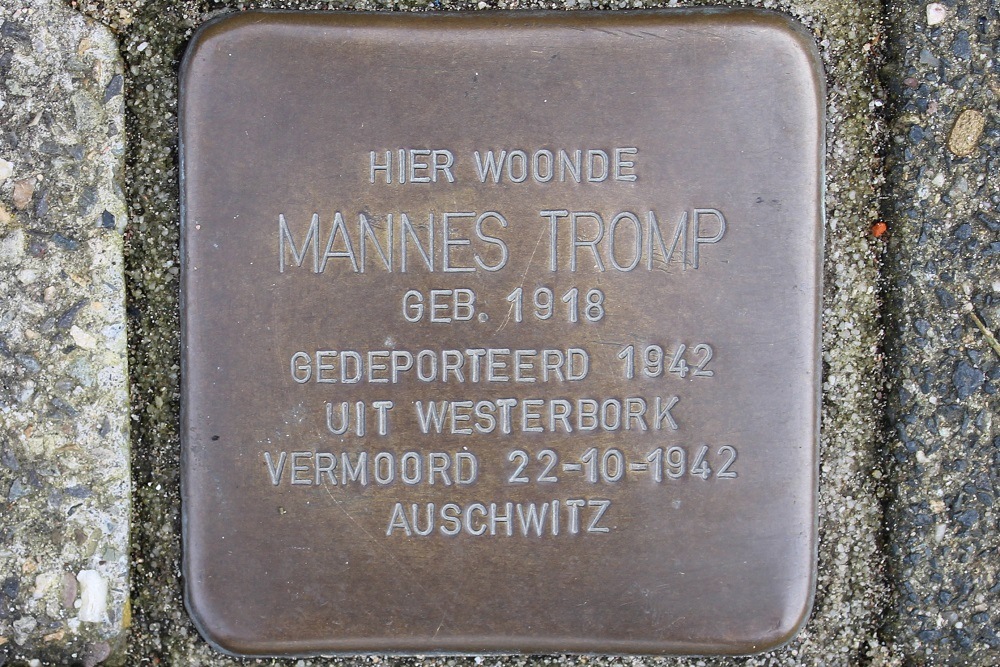 HIER WOONDE
MANNES TROMP
GEB. 1918
GEDEPORTEERD 1942
UIT WESTERBORK
VERMOORD 22-10-1942
AUSCHWITZ